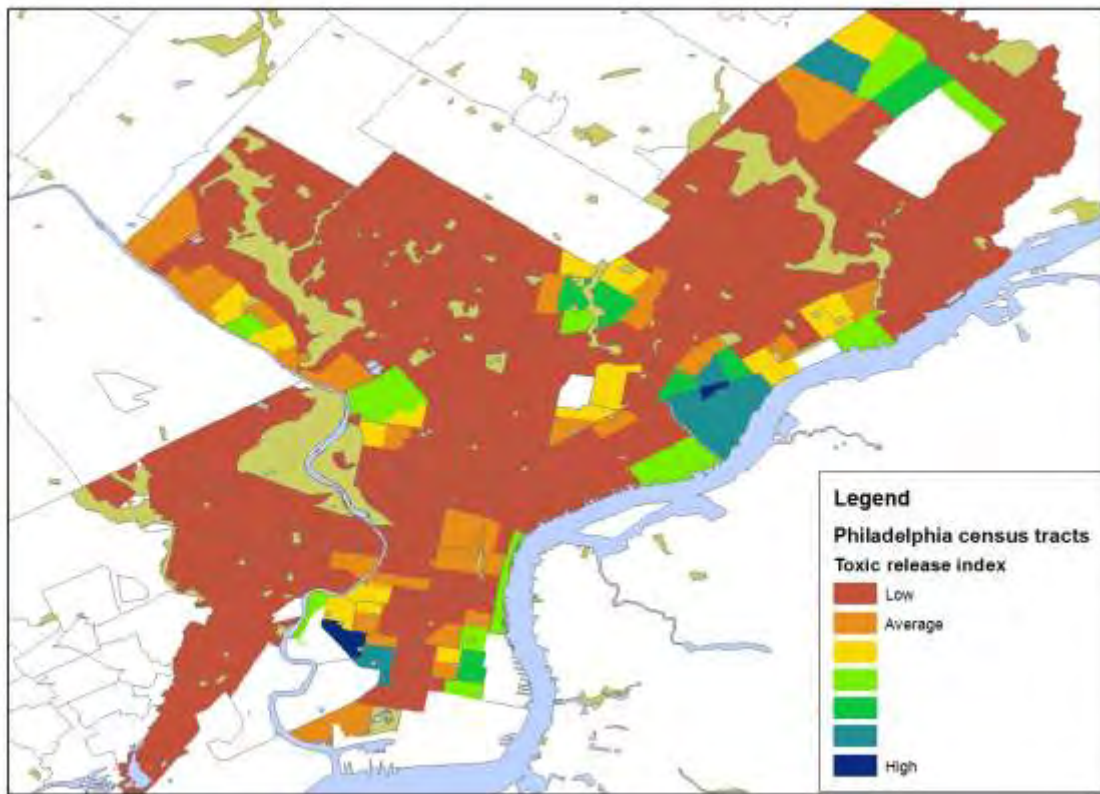 Legend
Philadelphia census tracts
Toxic release index
Low
Average
High